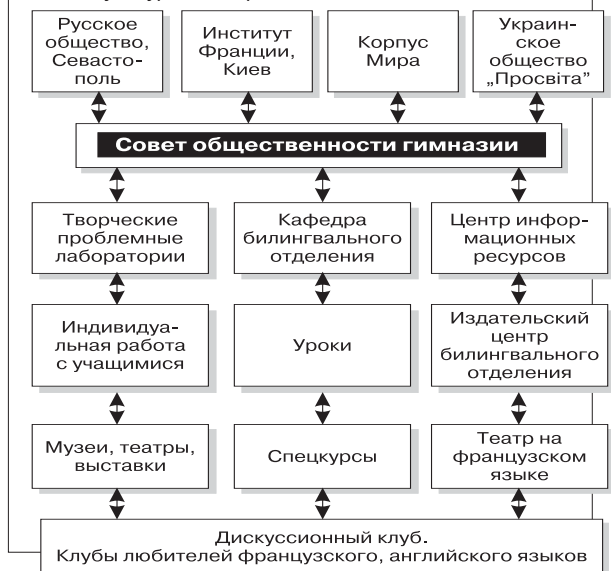 Русское
общество,
Севасто-
поль
Институт
Франции,
Киев
Корпус
Мира
Украин-
ское
общество
„Просвіта”
Совет общественности гимназии
Творческие
проблемные
лаборатории
Кафедра
билингвального
отделения
Центр инфор-
мационных
ресурсов
Индивидуа-
льная работа
с учащимися
Уроки
Издательский
центр
билингвального
отделения
Музеи, театры,
выставки
Спецкурсы
Театр на
французском
языке
Дискуссионный клуб.
Клубы любителей французского, английского языков